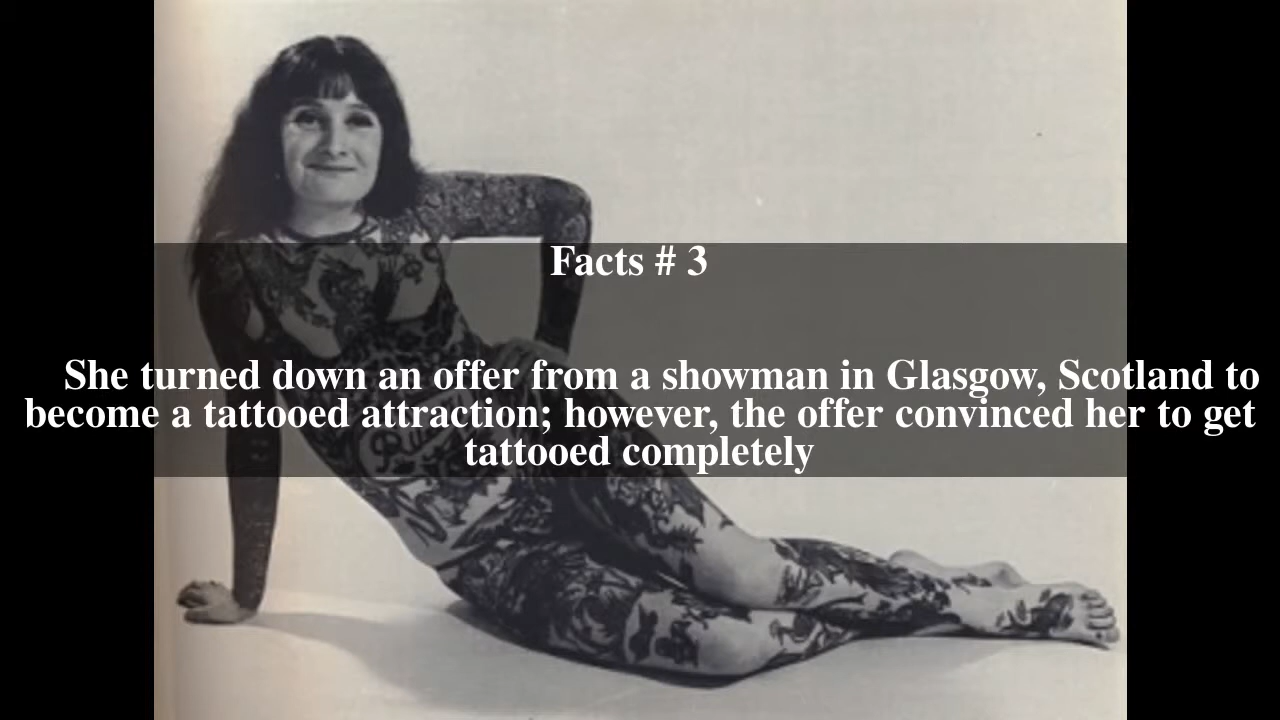 Facts # 3
She turned down an offer from a showman in Glasgow, Scotland to
become a tattooed attraction; however, the offer convinced her to get
tattooed completely